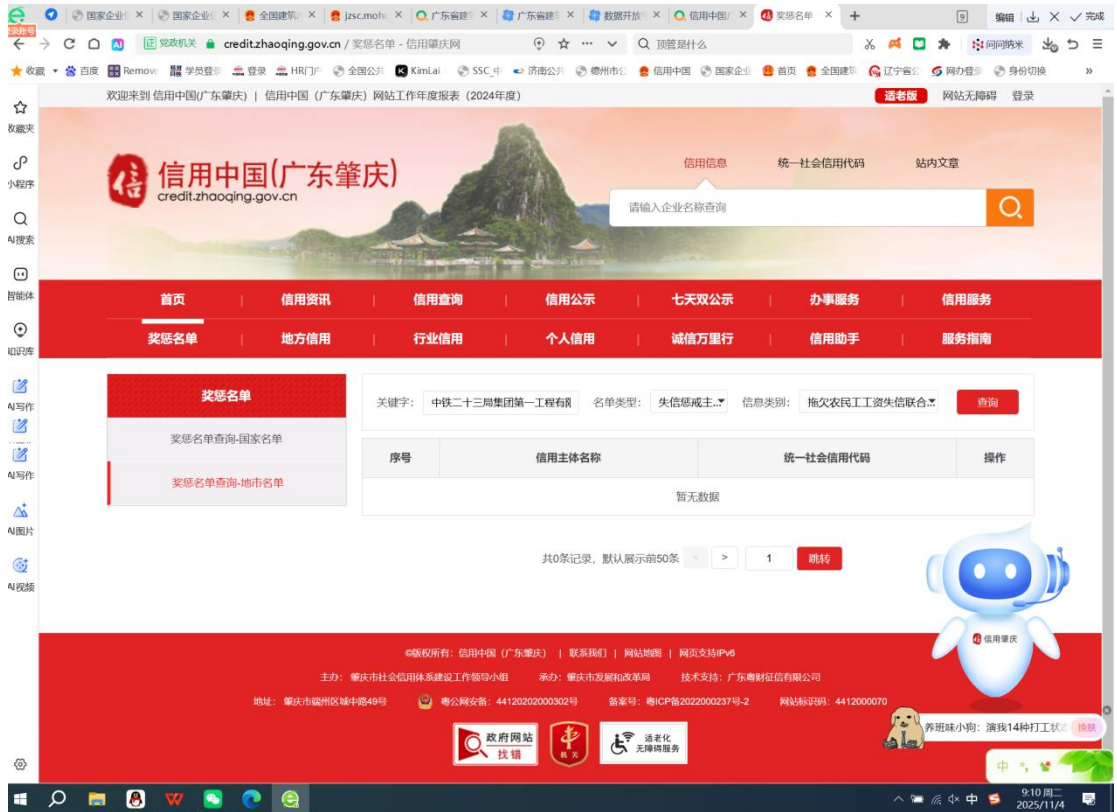 国家企业信 国家企业信 全国建筑 jzsc.mohu 广东省建 广东省建 数据开放 信用中国 奖惩名单 9 编辑 完成
党政机关 credit.zhaoqing.gov.cn / 奖惩名单 - 信用肇庆网 顶管是什么 问问纳米
收藏 百度 Remove 学员登录 登录 HR门户 全国公共 Kimi.ai SSC_中 济南公共 德州市公 信用中国 国家企业 首页 全国建筑 辽宁省公 网办登录 身份切换 »
欢迎来到 信用中国(广东肇庆) | 信用中国（广东肇庆）网站工作年度报表（2024年度） 适老版 网站无障碍 登录
收藏夹
小程序
AI搜索
智能体
知识库
AI写作
AI写作
AI图片
AI视频
信用中国(广东肇庆)
credit.zhaoqing.gov.cn
信用信息 统一社会信用代码 站内文章
请输入企业名称查询
首页 | 信用资讯 | 信用查询 | 信用公示 | 七天双公示 | 办事服务 | 信用服务
奖惩名单 | 地方信用 | 行业信用 | 个人信用 | 诚信万里行 | 信用助手 | 服务指南
奖惩名单
奖惩名单查询-国家名单
奖惩名单查询-地市名单
关键字： 中铁二十三局集团第一工程有限 名单类型： 失信惩戒主... 信息类别： 拖欠农民工工资失信联合... 查询
序号 信用主体名称 统一社会信用代码 操作
暂无数据
共0条记录，默认展示前50条 < > 1 跳转
信用肇庆
©版权所有：信用中国（广东肇庆） | 联系我们 | 网站地图 | 网页支持IPv6
主办：肇庆市社会信用体系建设工作领导小组 承办：肇庆市发展和改革局 技术支持：广东粤财征信有限公司
地址：肇庆市端州区城中路49号 粤公网安备：44120202000302号 备案号：粤ICP备2022000237号-2 网站标识码：4412000070
政府网站
找错
机关
适老化
无障碍服务
养班味小狗：演我14种打工状态 换肤
中 °,
中
9:10 周二
2025/11/4